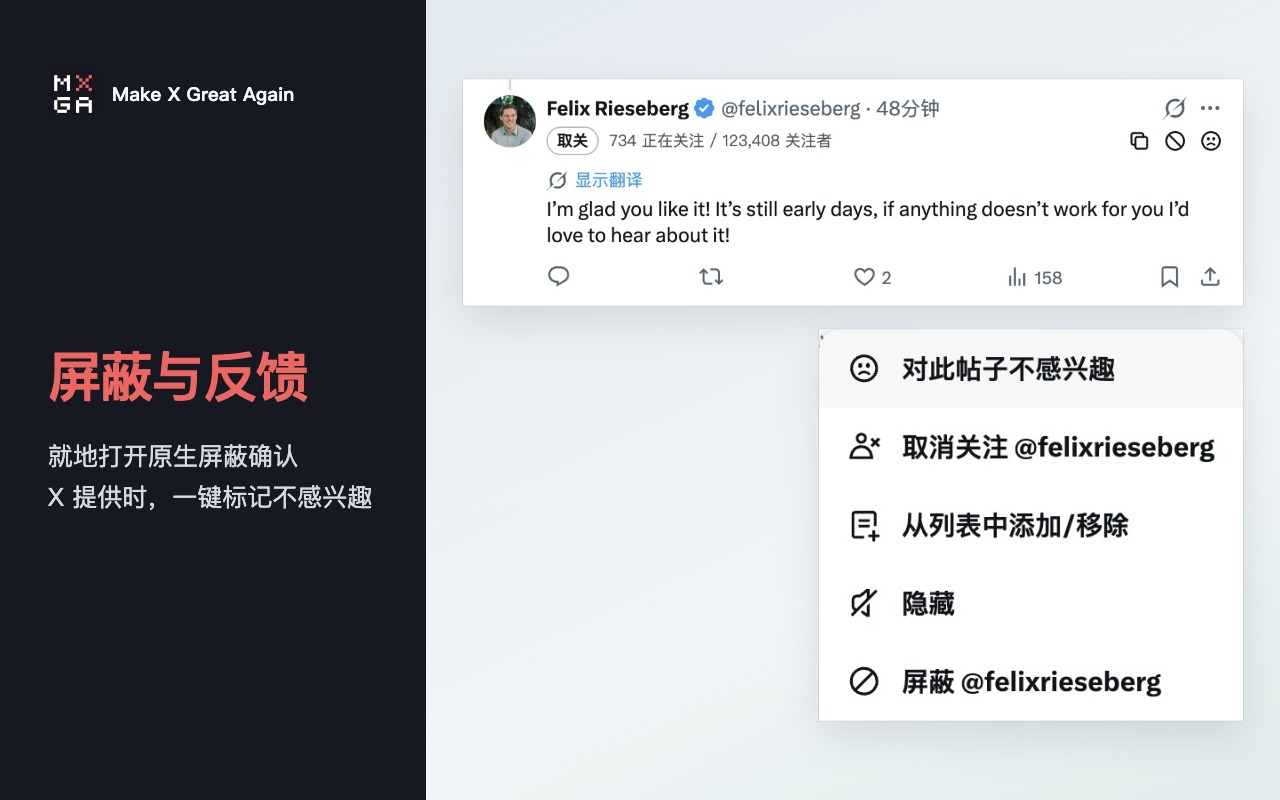 MX
GA
Make X Great Again
屏蔽与反馈
就地打开原生屏蔽确认
X 提供时，一键标记不感兴趣
Felix Rieseberg @felixrieseberg · 48分钟
取关 734 正在关注 / 123,408 关注者
显示翻译
I’m glad you like it! It’s still early days, if anything doesn’t work for you I’d
love to hear about it!
2 158
对此帖子不感兴趣
取消关注 @felixrieseberg
从列表中添加/移除
隐藏
屏蔽 @felixrieseberg